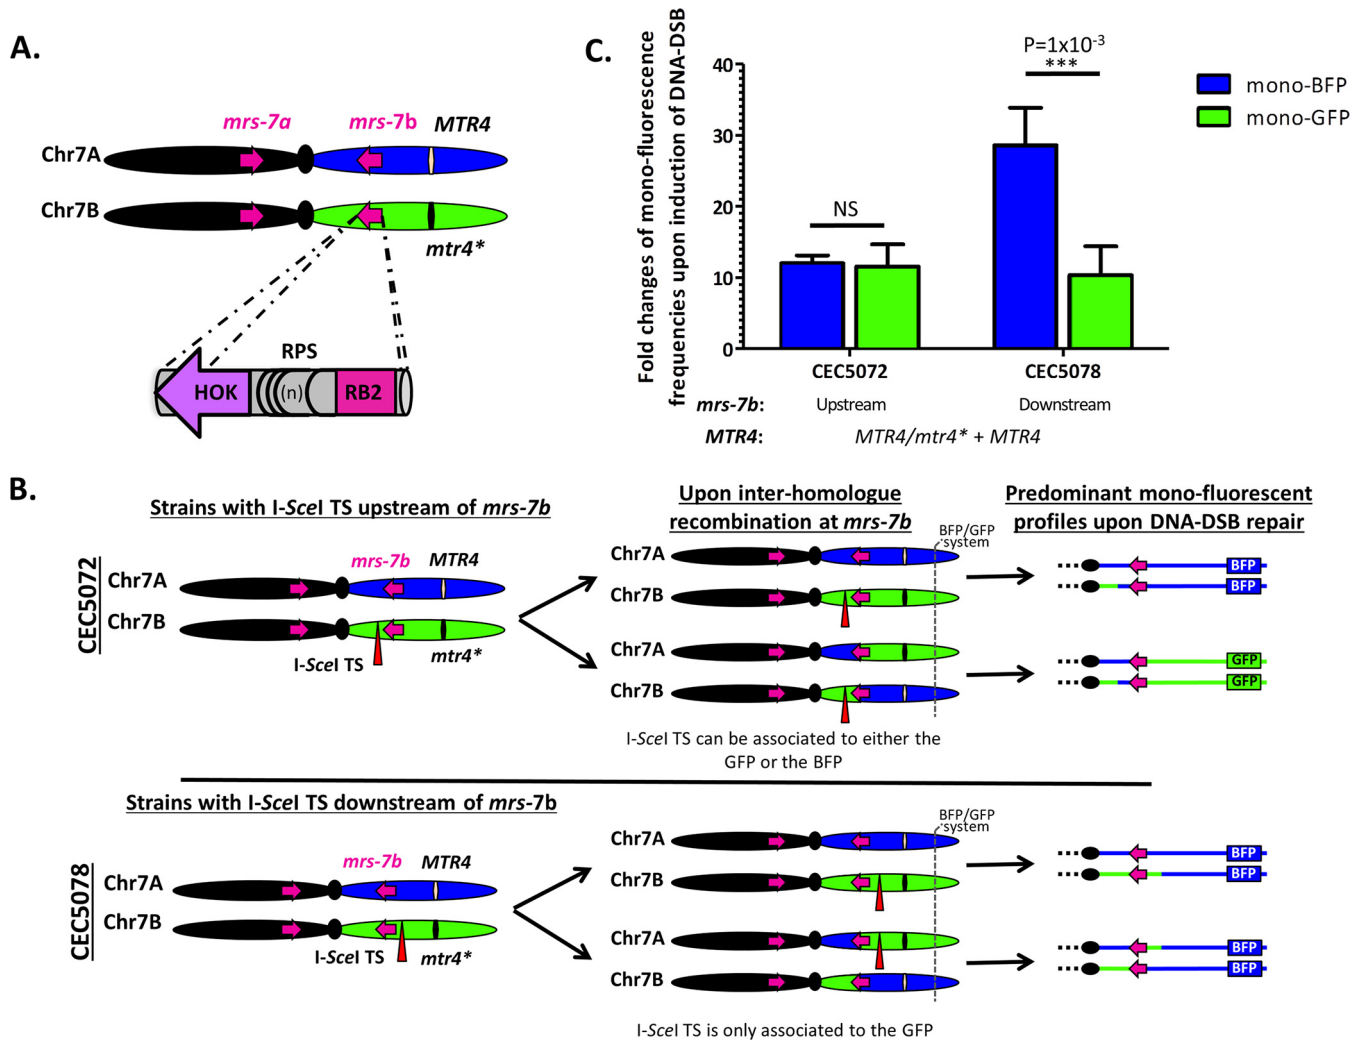 A.
mrs-7a
mrs-7b
MTR4
Chr7A
Chr7B
mtr4*
RPS
HOK
(n)
RB2
C.
Fold changes of mono-fluorescence
frequencies upon induction of DNA-DSB
40
30
20
10
0
NS
P=1x10-3
***
mono-BFP
mono-GFP
CEC5072
CEC5078
mrs-7b:
Upstream
Downstream
MTR4:
MTR4/mtr4* + MTR4
B.
Strains with I-SceI TS upstream of mrs-7b
Upon inter-homologue
recombination at mrs-7b
Predominant mono-fluorescent
profiles upon DNA-DSB repair
CEC5072
mrs-7b
MTR4
Chr7A
Chr7B
I-SceI TS
mtr4*
BFP/GFP
system
Chr7A
Chr7B
Chr7A
Chr7B
BFP
BFP
GFP
GFP
I-SceI TS can be associated to either the
GFP or the BFP
Strains with I-SceI TS downstream of mrs-7b
CEC5078
mrs-7b
MTR4
Chr7A
Chr7B
I-SceI TS
mtr4*
BFP/GFP
system
Chr7A
Chr7B
Chr7A
Chr7B
BFP
BFP
BFP
BFP
I-SceI TS is only associated to the GFP